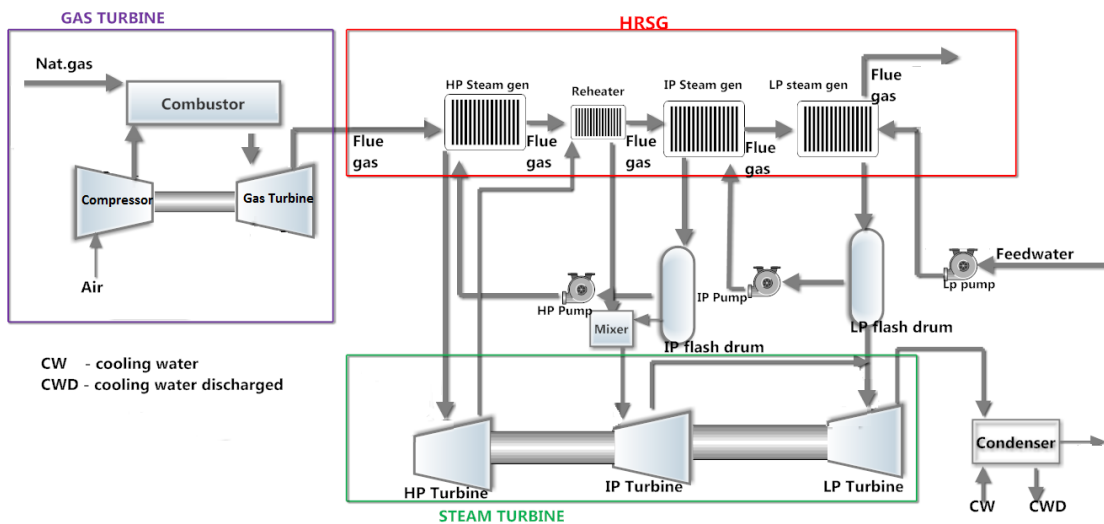 GAS TURBINE
HRSG
Nat.gas
Combustor
Compressor
Gas Turbine
Air
Flue
gas
HP Steam gen
Flue
gas
Reheater
Flue
gas
IP Steam gen
Flue
gas
LP steam gen
Flue
gas
Feedwater
Lp pump
IP Pump
HP Pump
Mixer
IP flash drum
LP flash drum
CW - cooling water
CWD - cooling water discharged
HP Turbine
IP Turbine
LP Turbine
Condenser
CW
CWD
STEAM TURBINE